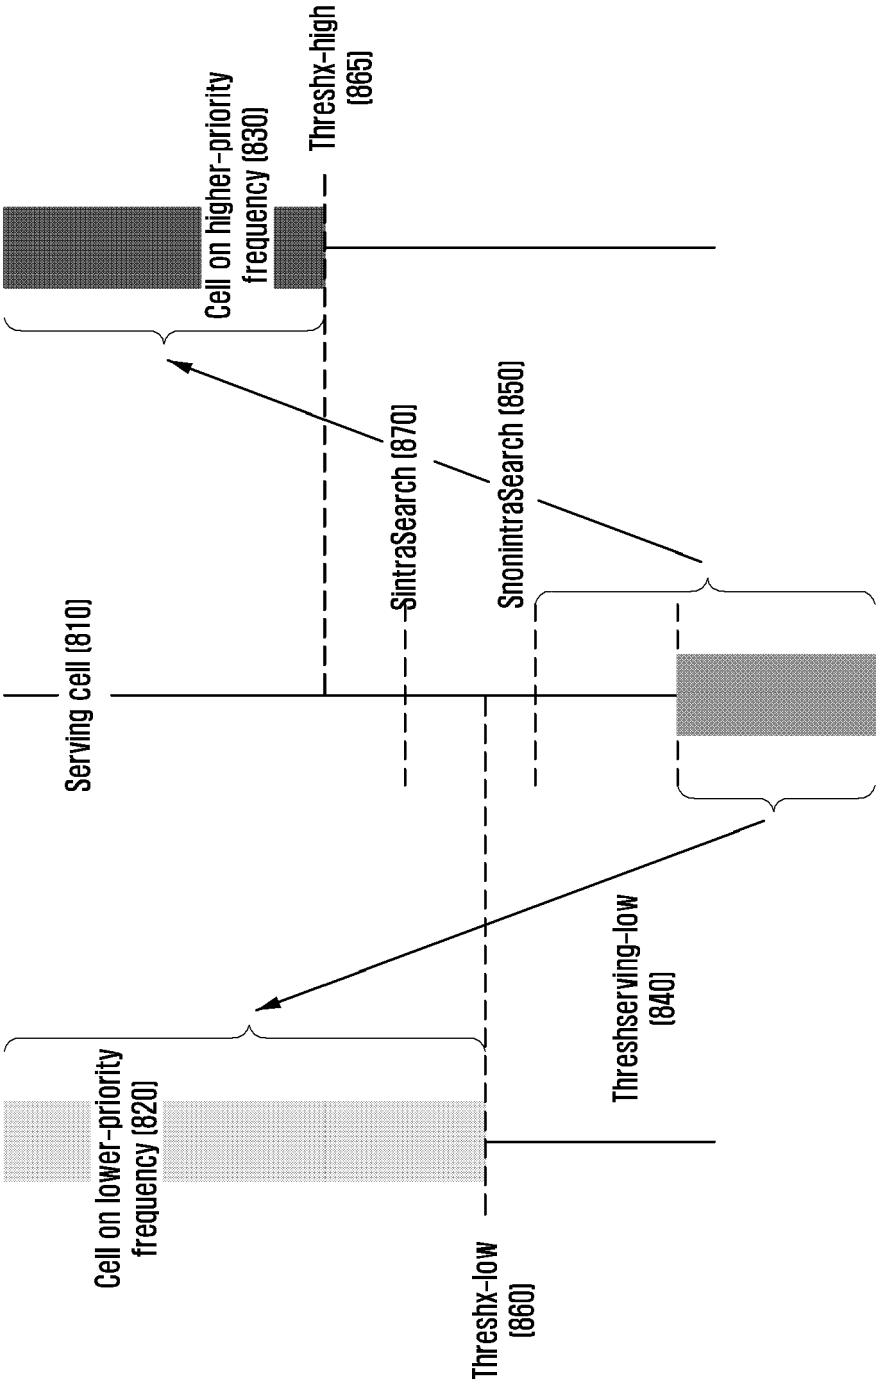 Cell on lower-priority
frequency (820)
Threshx-low
(860)
Serving cell (810)
Threshserving-low
(840)
SintraSearch (870)
SnonintraSearch (850)
Cell on higher-priority
frequency (830)
Threshx-high
(865)